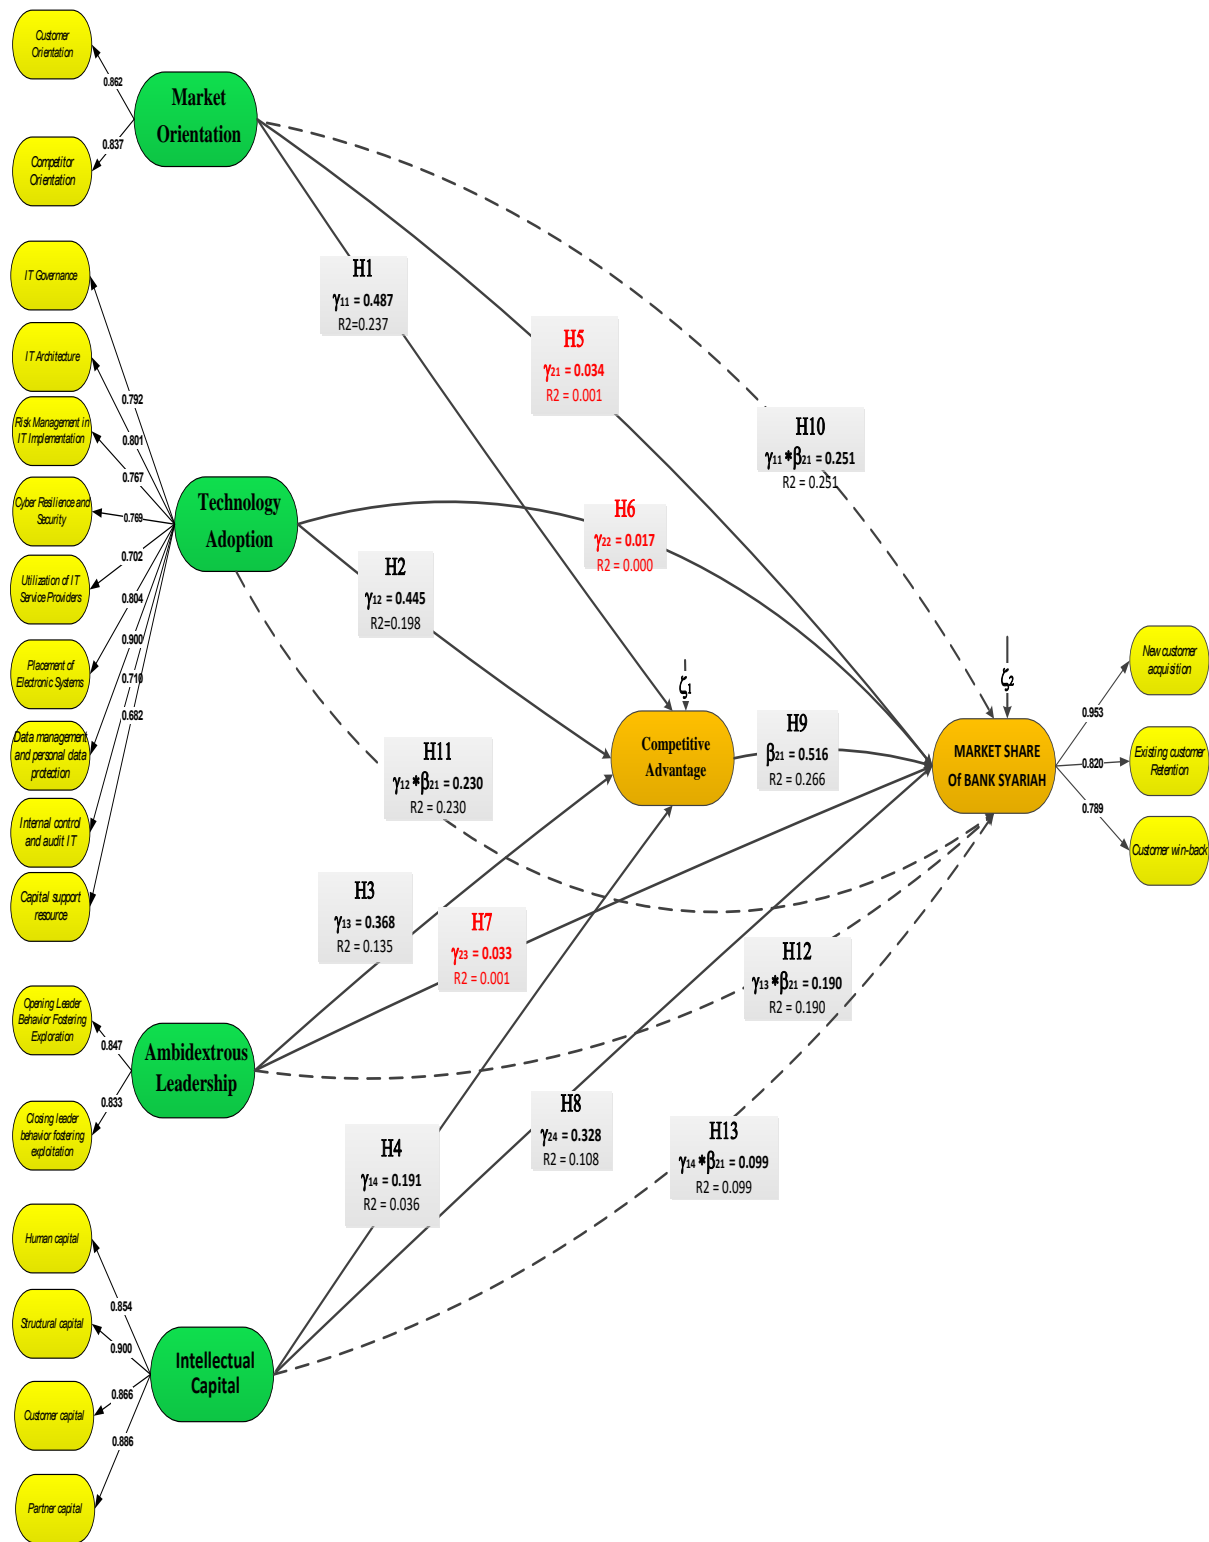 Customer
Orientation
0.862
Market
Orientation
0.837
Competitor
Orientation
IT Governance
IT Architecture
Risk Management in
IT Implementation
Cyber Resilience and
Security
Utilization of IT
Service Providers
Placement of
Electronic Systems
Data management
and personal data
protection
Internal control
and audit IT
Capital support
resource
0.792
0.801
0.767
0.769
0.702
0.804
0.900
0.710
0.682
Technology
Adoption
Opening Leader
Behavior Fostering
Exploration
0.847
0.833
Closing leader
behavior fostering
exploitation
Ambidextrous
Leadership
Human capital
Structural capital
Customer capital
Partner capital
0.854
0.900
0.866
0.886
Intellectual
Capital
H1
γ11 = 0.487
R2=0.237
H5
γ21 = 0.034
R2 = 0.001
H10
γ11 *β21 = 0.251
R2 = 0.251
H6
γ22 = 0.017
R2 = 0.000
H2
γ12 = 0.445
R2=0.198
H11
γ12 *β21 = 0.230
R2 = 0.230
ζ1
Competitive
Advantage
H9
β21 = 0.516
R2 = 0.266
ζ2
MARKET SHARE
Of BANK SYARIAH
0.953
0.820
0.789
New customer
acquisition
Existing customer
Retention
Customer win-back
H3
γ13 = 0.368
R2 = 0.135
H7
γ23 = 0.033
R2 = 0.001
H12
γ13 *β21 = 0.190
R2 = 0.190
H4
γ14 = 0.191
R2 = 0.036
H8
γ24 = 0.328
R2 = 0.108
H13
γ14 *β21 = 0.099
R2 = 0.099